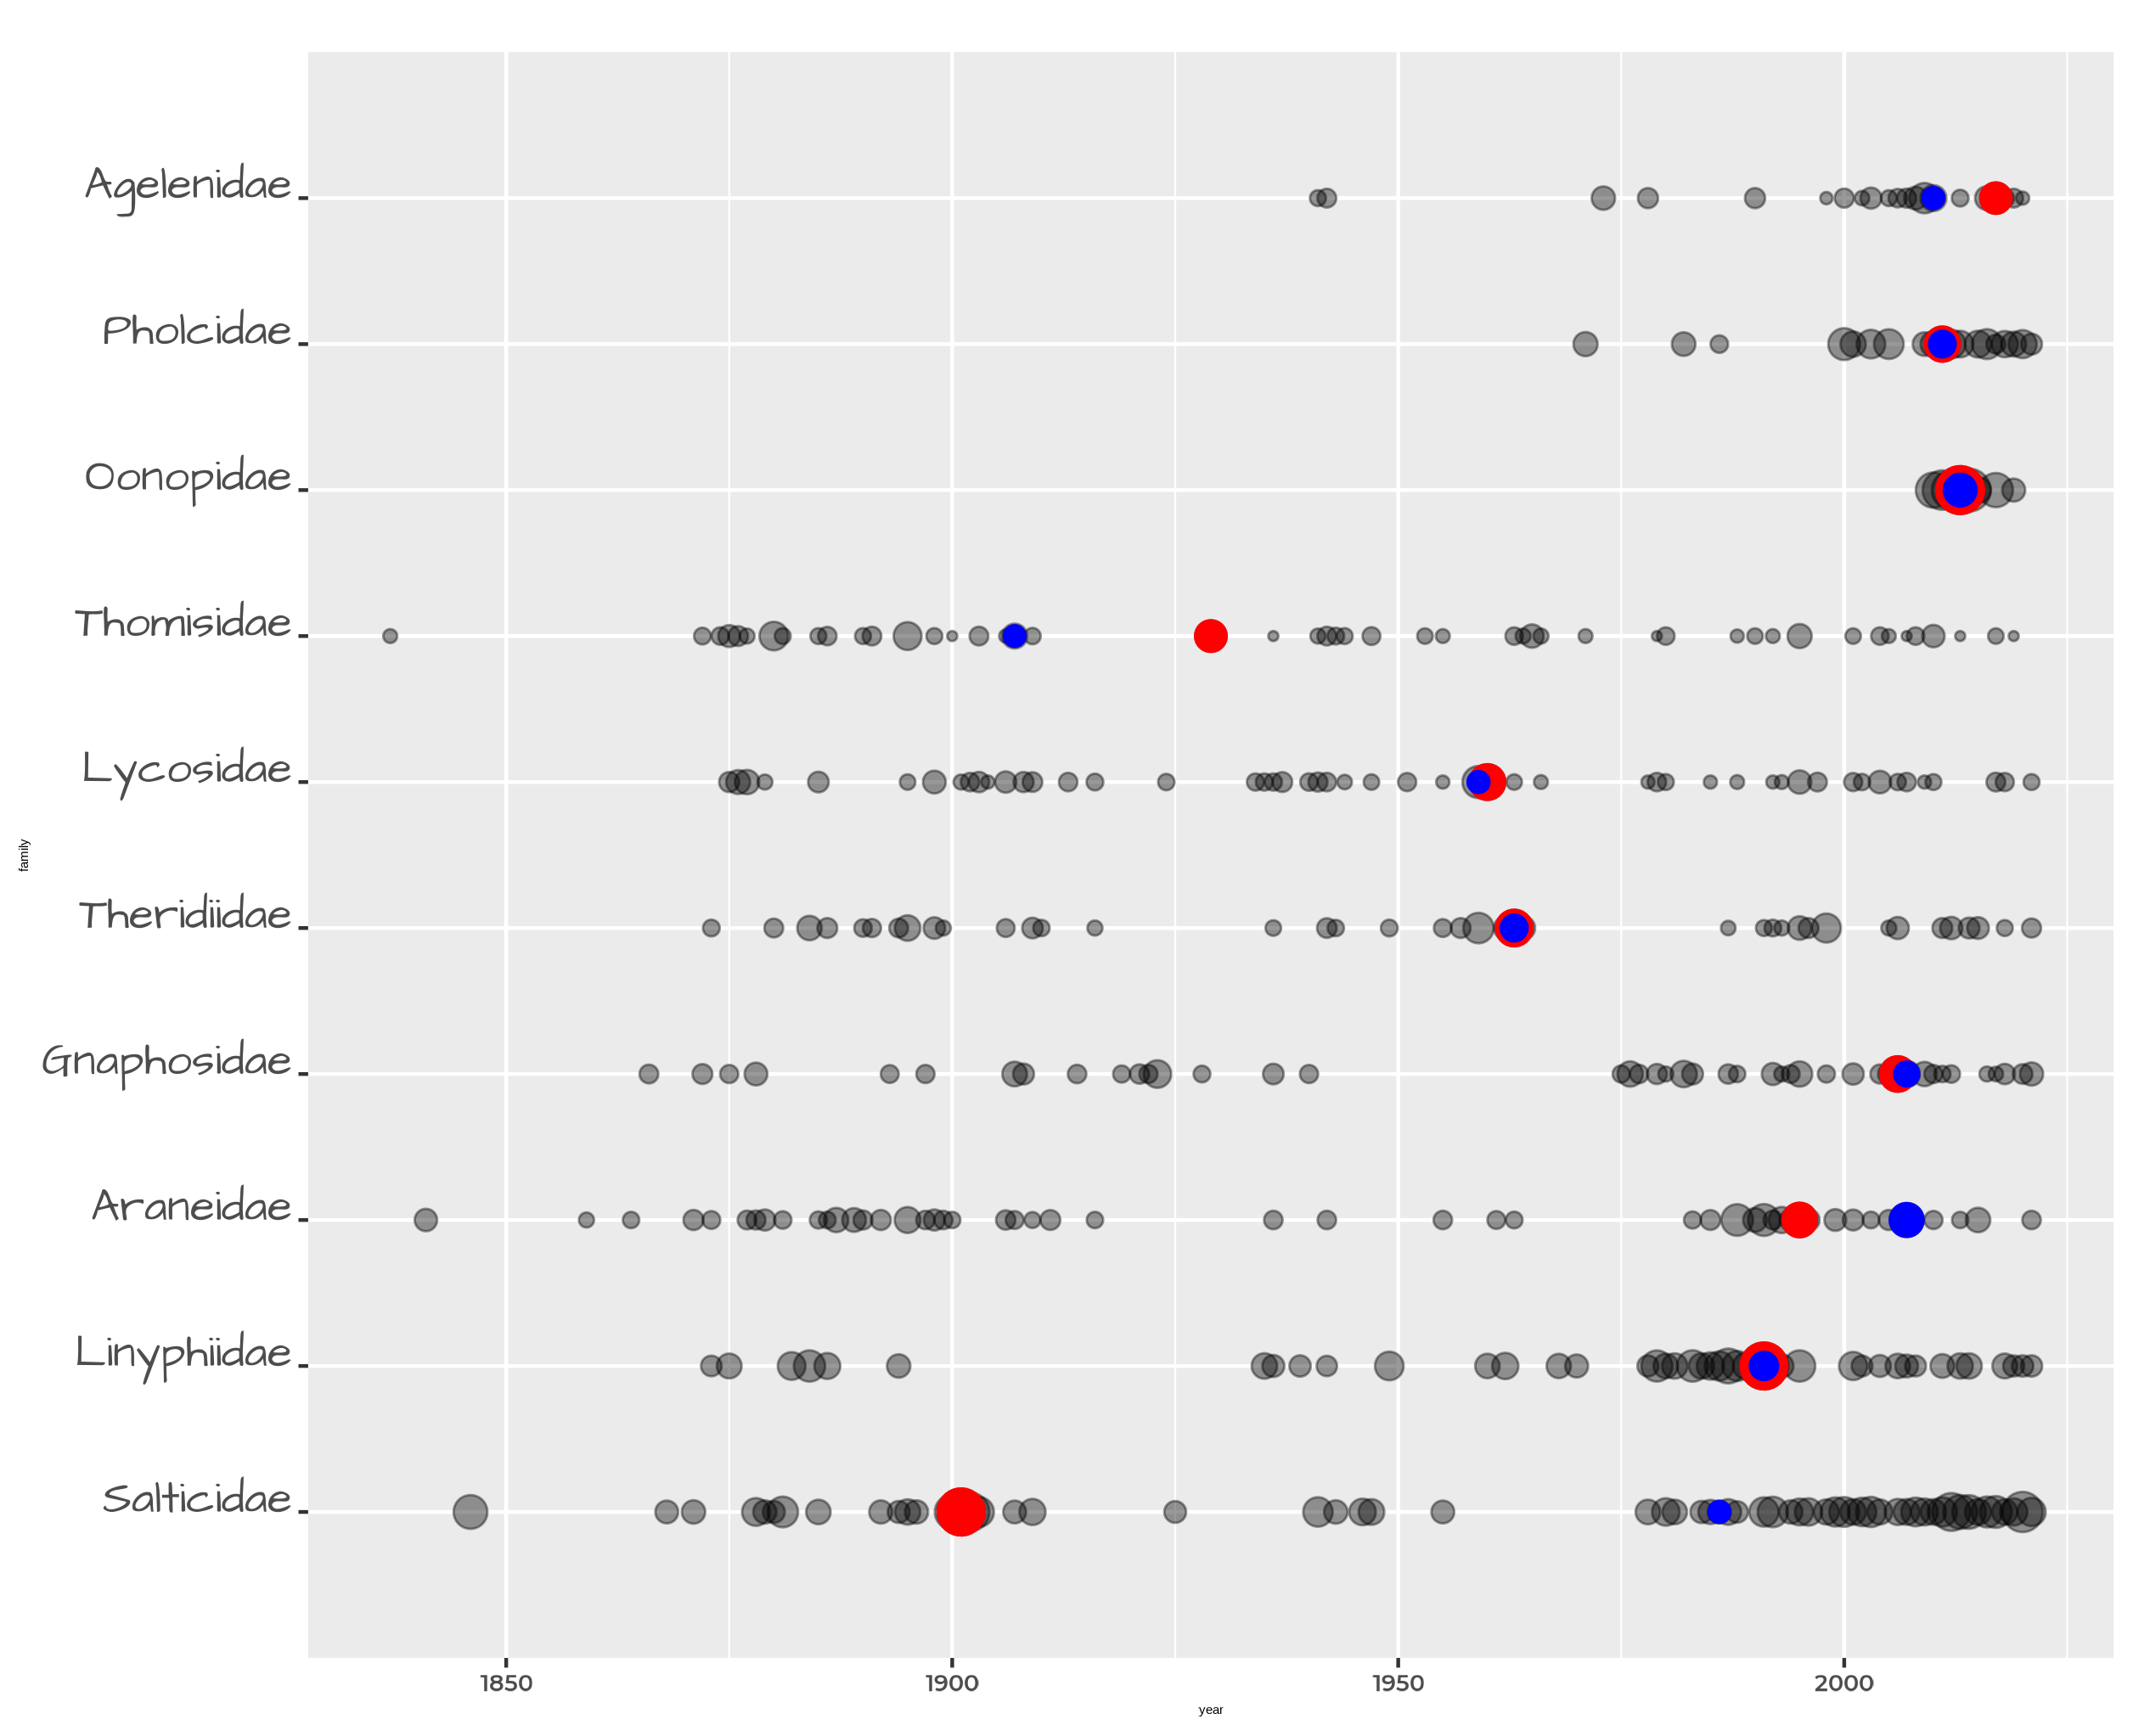 Agelenidae
Pholcidae
Oonopidae
Thomisidae
Lycosidae
Theridiidae
Gnaphosidae
Araneidae
Linyphiidae
Salticidae
family
1850 1900 1950 2000
year